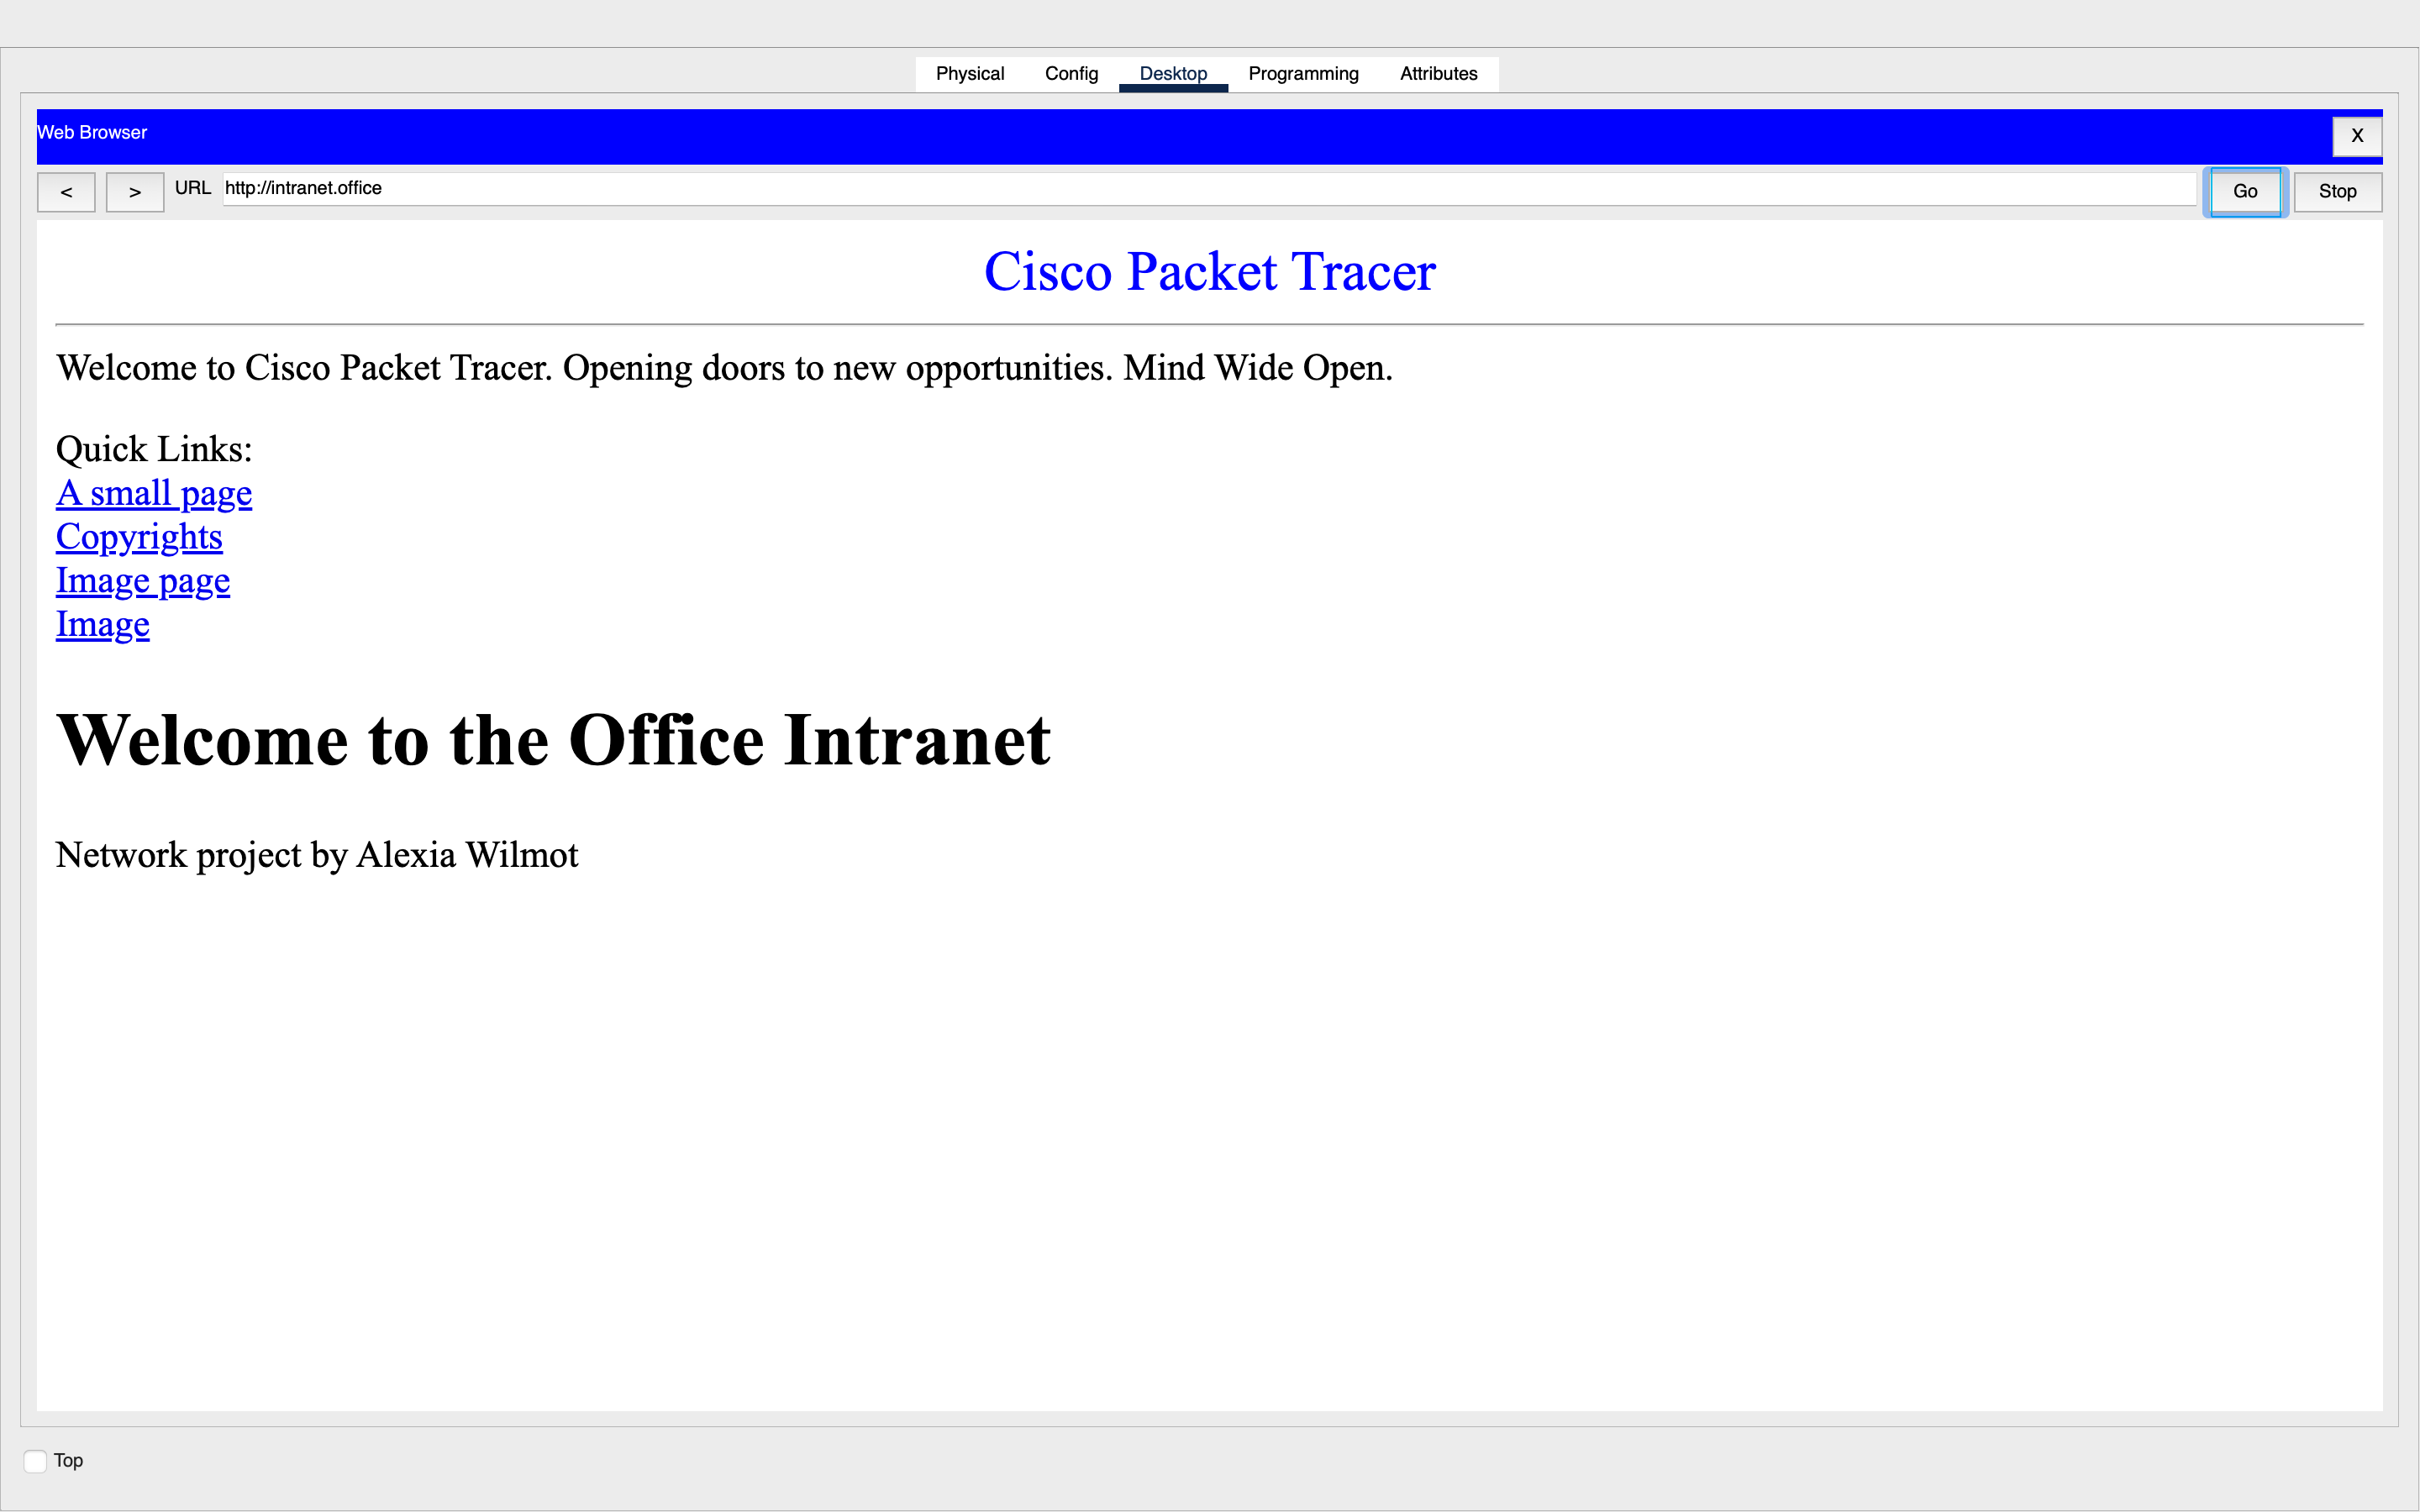 Physical Config Desktop Programming Attributes
Web Browser X
< > URL http://intranet.office Go Stop
Cisco Packet Tracer
Welcome to Cisco Packet Tracer. Opening doors to new opportunities. Mind Wide Open.
Quick Links:
A small page
Copyrights
Image page
Image
Welcome to the Office Intranet
Network project by Alexia Wilmot
Top